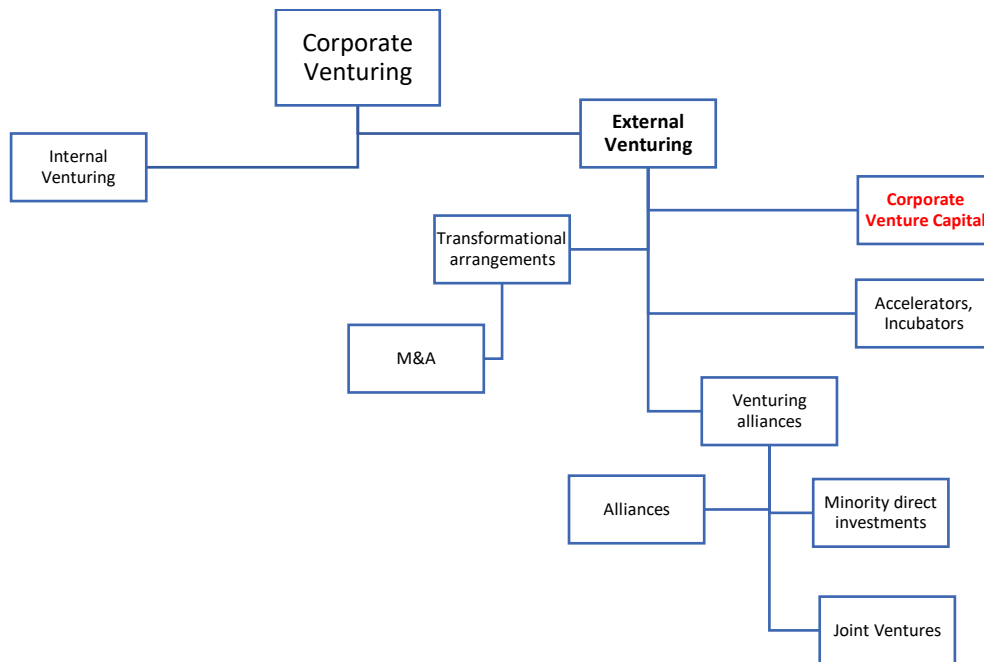 Corporate
Venturing
Internal
Venturing
External
Venturing
Corporate
Venture Capital
Transformational
arrangements
Accelerators,
Incubators
M&A
Venturing
alliances
Alliances
Minority direct
investments
Joint Ventures